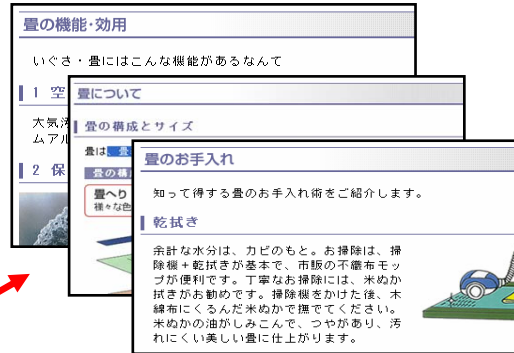 畳の機能･効用
いぐさ・畳にはこんな機能があるなんて
1 空
大気
ムアル
2 保
畳について
畳の構成とサイズ
畳は
畳の構
畳へり
様々な色
畳のお手入れ
知って得する畳のお手入れ術をご紹介します。
乾拭き
余計な水分は、カビのもと。お掃除は、掃
除機＋乾拭きが基本で、市販の不織布モッ
プが便利です。丁寧なお掃除には、米ぬか
拭きがお勧めです。掃除機をかけた後、木
綿布にくるんだ米ぬかで撫でてください。
米ぬかの油がしみこんで、つやがあり、汚
れにくい美しい畳に仕上がります。